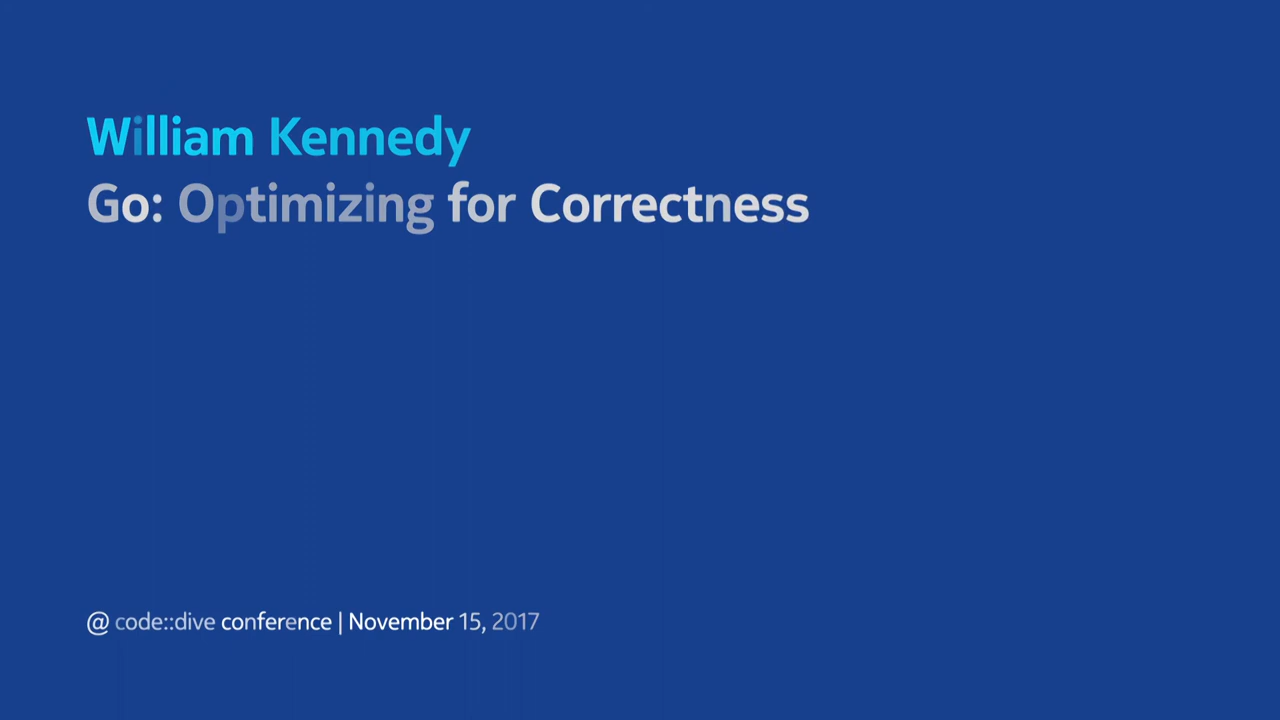 William Kennedy
Go: Optimizing for Correctness
@ code::dive conference | November 15, 2017